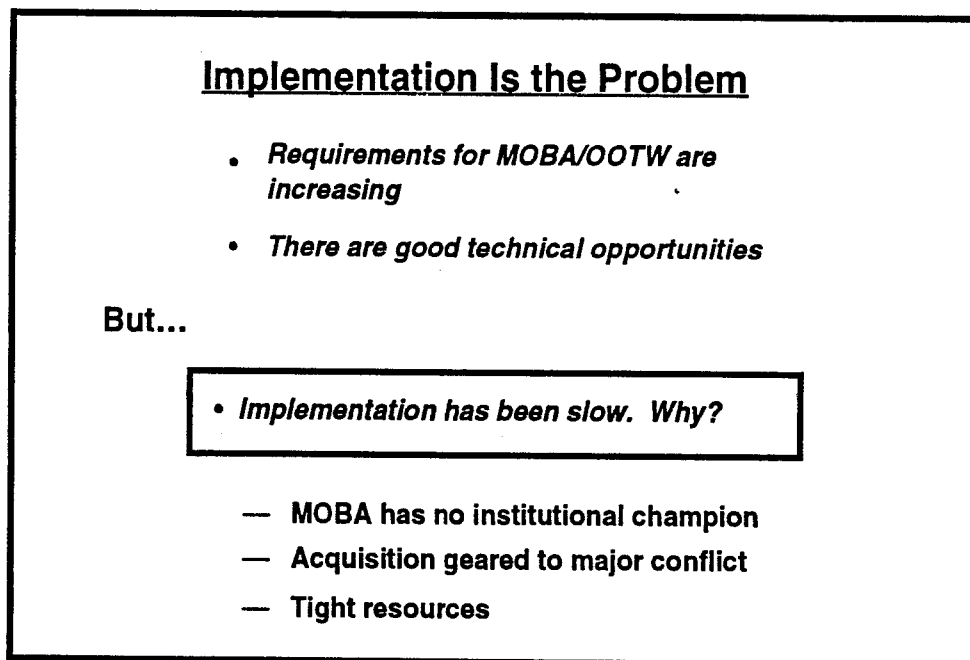 Implementation Is the Problem
• Requirements for MOBA/OOTW are
increasing
• There are good technical opportunities
But...
• Implementation has been slow. Why?
— MOBA has no institutional champion
— Acquisition geared to major conflict
— Tight resources